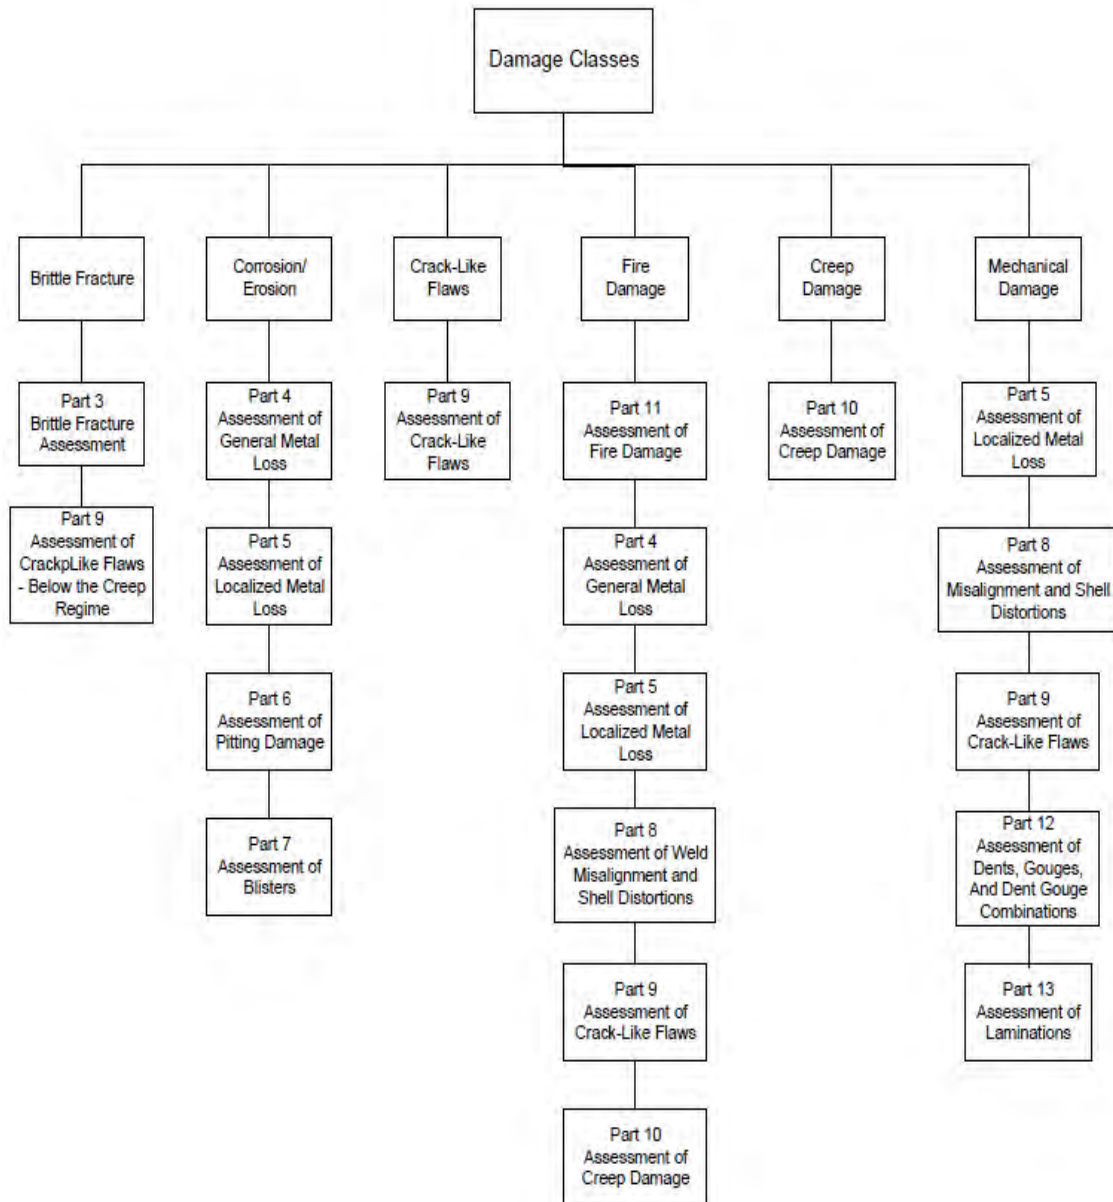 Damage Classes
Brittle Fracture
Corrosion/
Erosion
Crack-Like
Flaws
Fire
Damage
Creep
Damage
Mechanical
Damage
Part 3
Brittle Fracture
Assessment
Part 9
Assessment of
CrackpLike Flaws
- Below the Creep
Regime
Part 4
Assessment of
General Metal
Loss
Part 5
Assessment of
Localized Metal
Loss
Part 6
Assessment of
Pitting Damage
Part 7
Assessment of
Blisters
Part 9
Assessment of
Crack-Like
Flaws
Part 11
Assessment of
Fire Damage
Part 4
Assessment of
General Metal
Loss
Part 5
Assessment of
Localized Metal
Loss
Part 8
Assessment of Weld
Misalignment and
Shell Distortions
Part 9
Assessment of
Crack-Like Flaws
Part 10
Assessment of
Creep Damage
Part 10
Assessment of
Creep Damage
Part 5
Assessment of
Localized Metal
Loss
Part 8
Assessment of
Misalignment and Shell
Distortions
Part 9
Assessment of
Crack-Like Flaws
Part 12
Assessment of
Dents, Gouges,
And Dent Gouge
Combinations
Part 13
Assessment of
Laminations